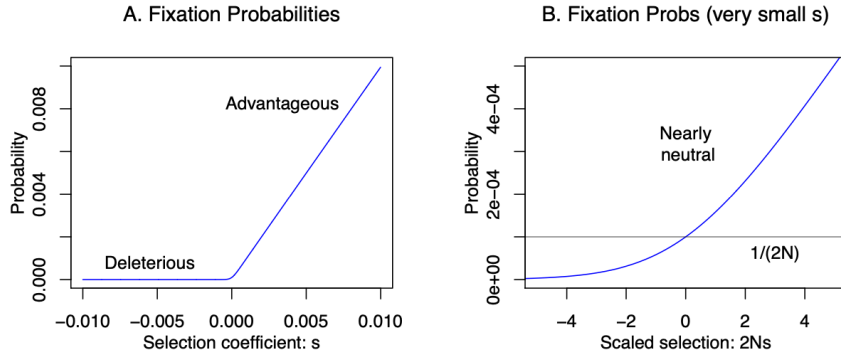 A. Fixation Probabilities
Probability
0.000
0.004
0.008
Advantageous
Deleterious
−0.010 −0.005 0.000 0.005 0.010
Selection coefficient: s
B. Fixation Probs (very small s)
Probability
0e+00
2e−04
4e−04
Nearly
neutral
1/(2N)
−4 −2 0 2 4
Scaled selection: 2Ns